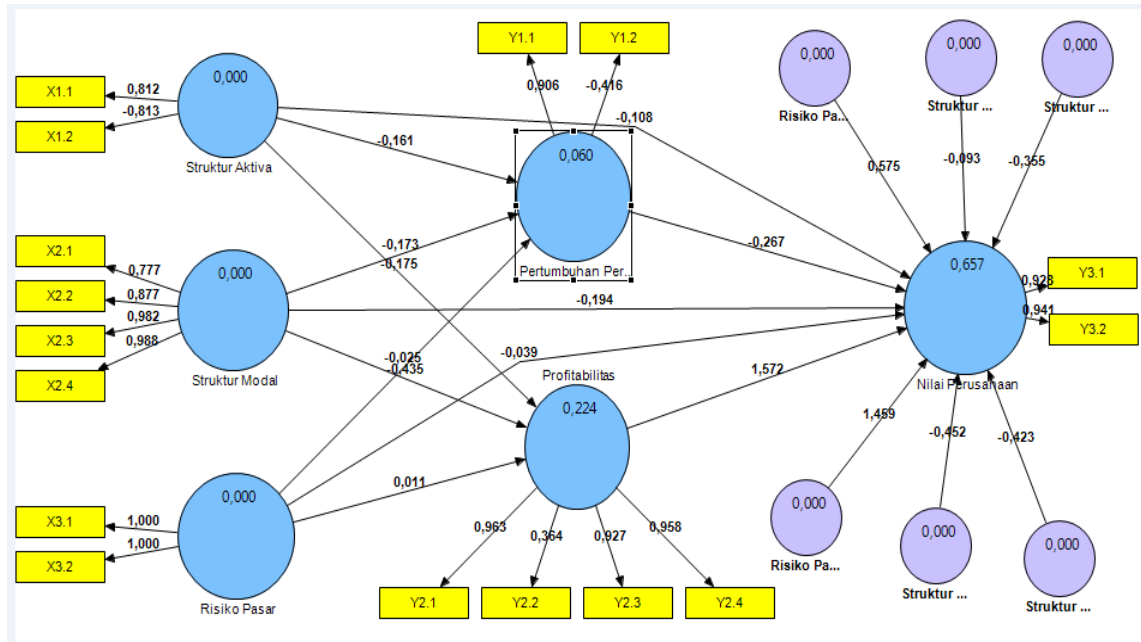 Y1.1
Y1.2
0,906
-0,416
0,000
Struktur Aktiva
X1.1
0,812
X1.2
-0,813
-0,108
-0,161
0,060
Pertumbuhan Per...
0,000
Risiko Pa...
0,000
Struktur ...
0,000
Struktur ...
0,575
-0,093
-0,355
X2.1
0,777
X2.2
0,877
X2.3
0,982
X2.4
0,988
0,000
Struktur Modal
-0,173
-0,175
-0,267
-0,194
0,657
Nilai Perusahaan
0,928
Y3.1
0,941
Y3.2
-0,025
-0,435
-0,039
Profitabilitas
0,224
1,572
X3.1
1,000
X3.2
1,000
0,000
Risiko Pasar
0,011
0,963
0,364
0,927
0,958
Y2.1
Y2.2
Y2.3
Y2.4
1,459
-0,452
-0,423
0,000
Risiko Pa...
0,000
Struktur ...
0,000
Struktur ...